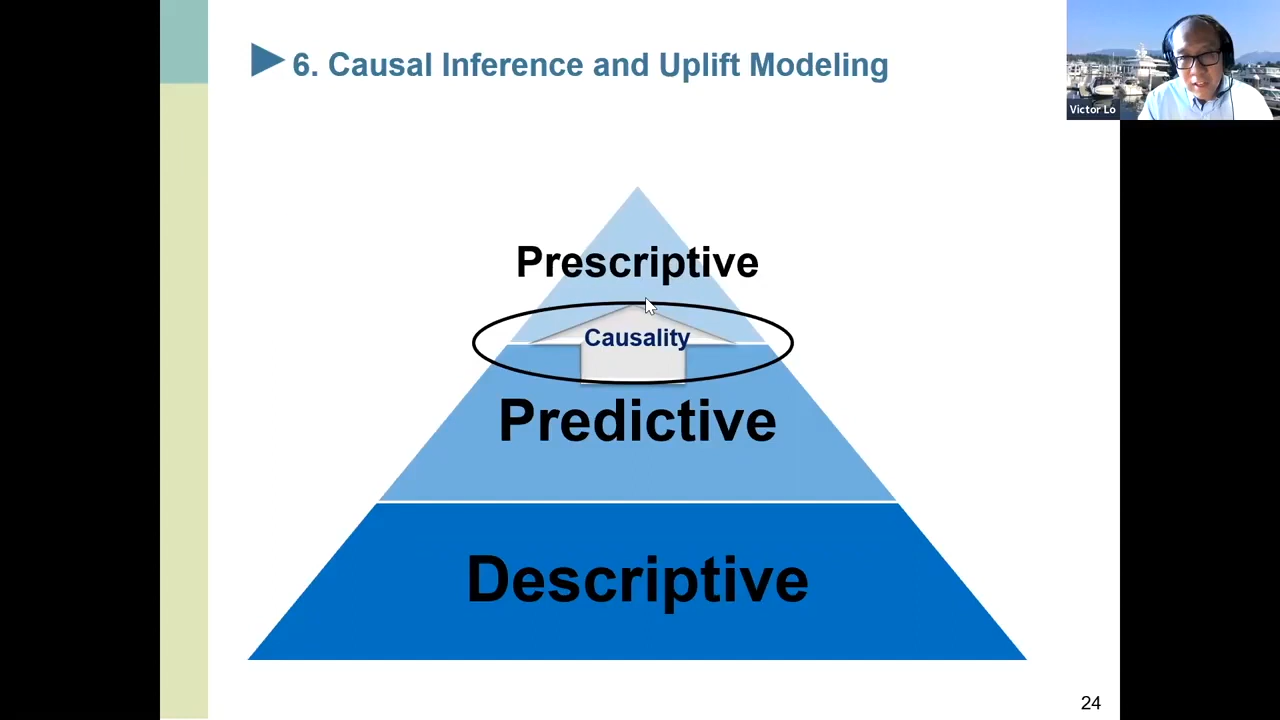 6. Causal Inference and Uplift Modeling
Victor Lo
Prescriptive
Causality
Predictive
Descriptive
24